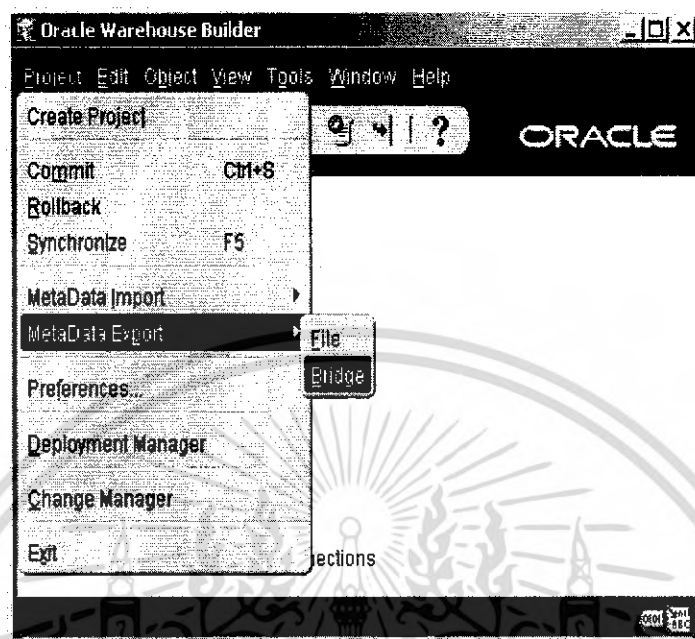 Oracle Warehouse Builder
Project Edit Object View Tools Window Help
Create Project
ORACLE
Commit Ctrl+S
Rollback
Synchronize F5
MetaData Import
MetaData Export
File
Bridge
Preferences...
Deployment Manager
Change Manager
Exit
ections